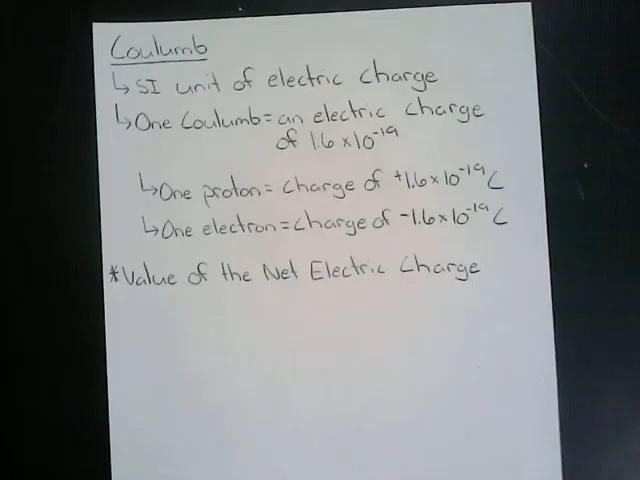 Coulumb
↳ SI unit of electric charge
↳ One Coulumb = an electric charge
of 1.6 x 10⁻¹⁹
↳ One proton = charge of +1.6 x 10⁻¹⁹ C
↳ One electron = charge of -1.6 x 10⁻¹⁹ C
* Value of the Net Electric Charge